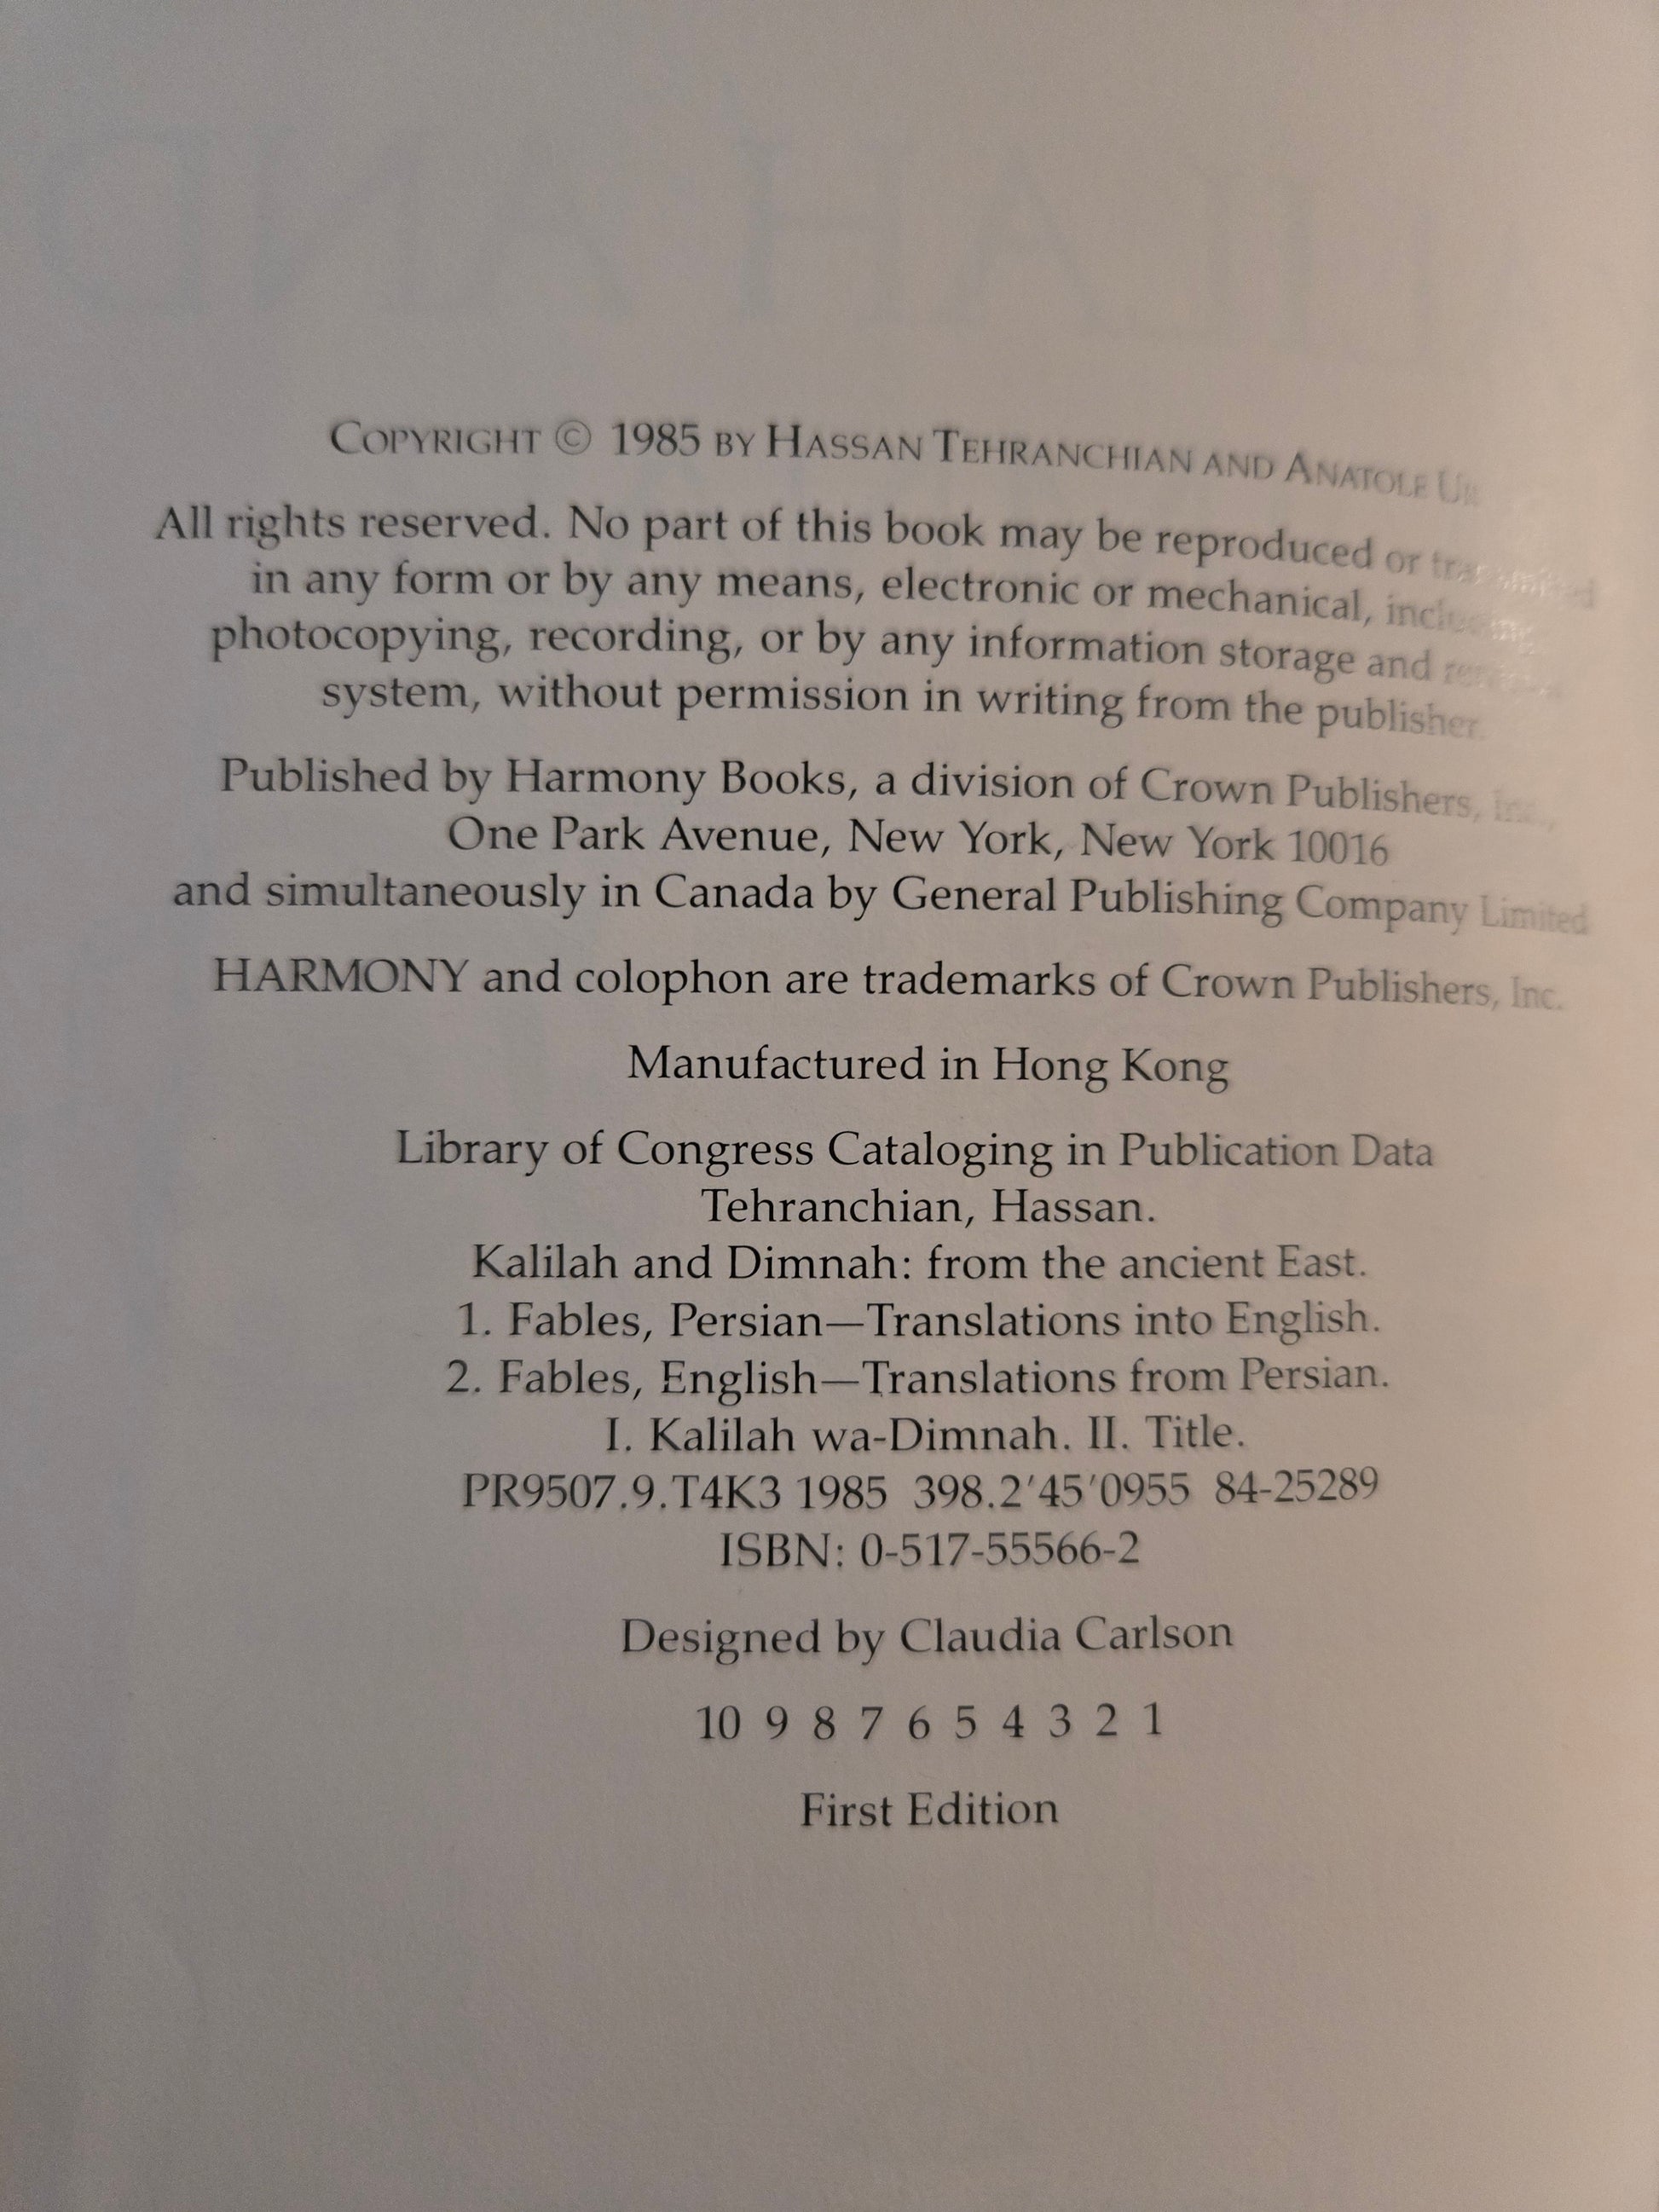 COPYRIGHT © 1985 BY HASSAN TEHRANCHIAN AND ANATOLE
All rights reserved. No part of this book may be reproduced or transmitted
in any form or by any means, electronic or mechanical, including
photocopying, recording, or by any information storage and
system, without permission in writing from the publisher.
Published by Harmony Books, a division of Crown Publishers, Inc.,
One Park Avenue, New York, New York 10016
and simultaneously in Canada by General Publishing Company Limited
HARMONY and colophon are trademarks of Crown Publishers, Inc.
Manufactured in Hong Kong
Library of Congress Cataloging in Publication Data
Tehranchian, Hassan.
Kalilah and Dimnah: from the ancient East.
1. Fables, Persian—Translations into English.
2. Fables, English—Translations from Persian.
I. Kalilah wa-Dimnah. II. Title.
PR9507.9.T4K3 1985 398.2′45′0955 84-25289
ISBN: 0-517-55566-2
Designed by Claudia Carlson
10 9 8 7 6 5 4 3 2 1
First Edition